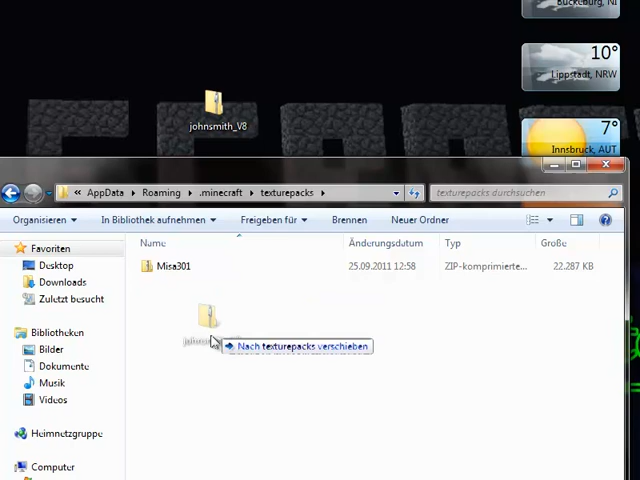 Bückeburg, NI
10°
Lippstadt, NRW
johnsmith_V8
7°
Innsbruck, AUT
« AppData ▸ Roaming ▸ .minecraft ▸ texturepacks ▸
texturepacks durchsuchen
Organisieren In Bibliothek aufnehmen Freigeben für Brennen Neuer Ordner
Favoriten
Name Änderungsdatum Typ Größe
Desktop
Misa301 25.09.2011 12:58 ZIP-komprimierte... 22.287 KB
Downloads
Zuletzt besucht
Bibliotheken
Bilder
Nach texturepacks verschieben
Dokumente
Musik
Videos
Heimnetzgruppe
Computer